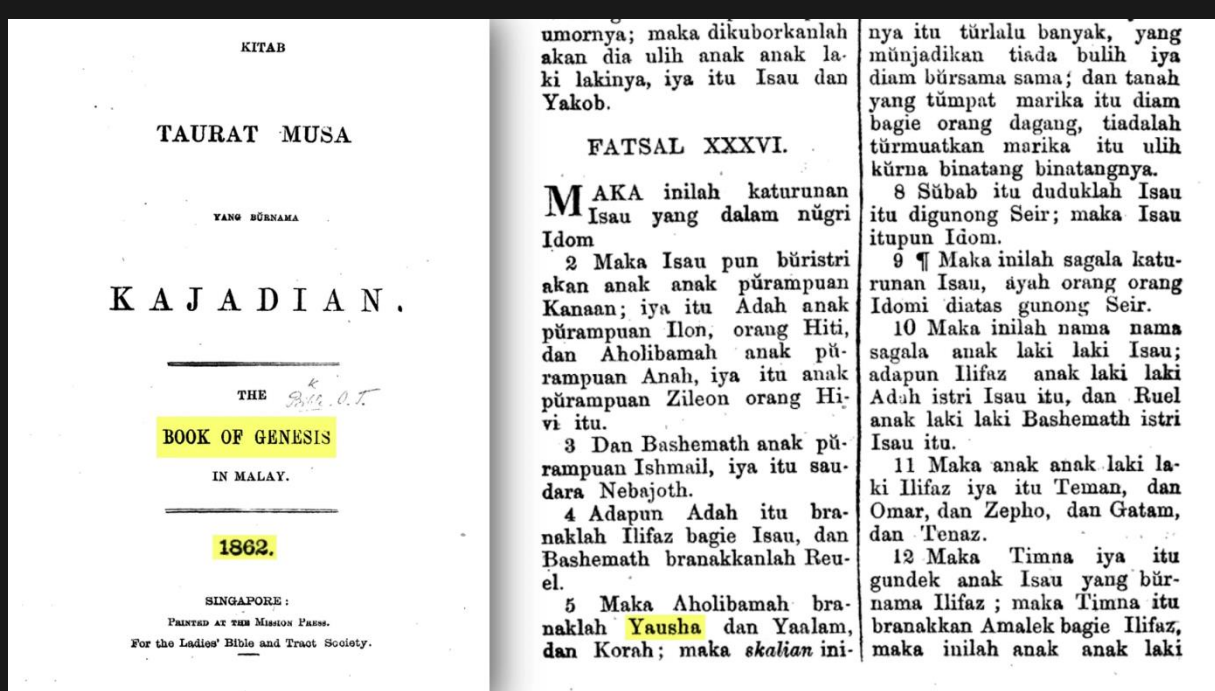 KITAB
TAURAT MUSA
YANG BŬRNAMA
KAJADIAN.
THE
O.T.
BOOK OF GENESIS
IN MALAY.
1862.
SINGAPORE:
PRINTED AT THE MISSION PRESS.
For the Ladies' Bible and Tract Society.
umornya; maka dikuborkanlah
akan dia ulih anak anak la-
ki lakinya, iya itu Isau dan
Yakob.
FATSAL XXXVI.
MAKA inilah katurunan
Isau yang dalam nŭgri
Idom
2 Maka Isau pun bŭristri
akan anak anak pŭrampuan
Kanaan; iya itu Adah anak
pŭrampuan Ilon, orang Hiti,
dan Aholibamah anak pŭ-
rampuan Anah, iya itu anak
pŭrampuan Zileon orang Hi-
vi itu.
3 Dan Bashemath anak pŭ-
rampuan Ishmail, iya itu sau-
dara Nebajoth.
4 Adapun Adah itu bra-
naklah Ilifaz bagie Isau, dan
Bashemath branakkanlah Reu-
el.
5 Maka Aholibamah bra-
naklah Yausha dan Yaalam,
dan Korah; maka skalian ini-
nya itu tŭrlalu banyak, yang
mŭnjadikan tiada bulih iya
diam bŭrsama sama; dan tanah
yang tŭmpat marika itu diam
bagie orang dagang, tiadalah
tŭrmuatkan marika itu ulih
kŭrna binatang binatangnya.
8 Sŭbab itu duduklah Isau
itu digunong Seir; maka Isau
itupun Idom.
9 ¶ Maka inilah sagala katu-
runan Isau, ayah orang orang
Idomi diatas gunong Seir.
10 Maka inilah nama nama
sagala anak laki laki Isau;
adapun Ilifaz anak laki laki
Adah istri Isau itu, dan Ruel
anak laki laki Bashemath istri
Isau itu.
11 Maka anak anak laki la-
ki Ilifaz iya itu Teman, dan
Omar, dan Zepho, dan Gatam,
dan Tenaz.
12 Maka Timna iya itu
gundek anak Isau yang bŭr-
nama Ilifaz; maka Timna itu
branakkan Amalek bagie Ilifaz,
maka inilah anak anak laki